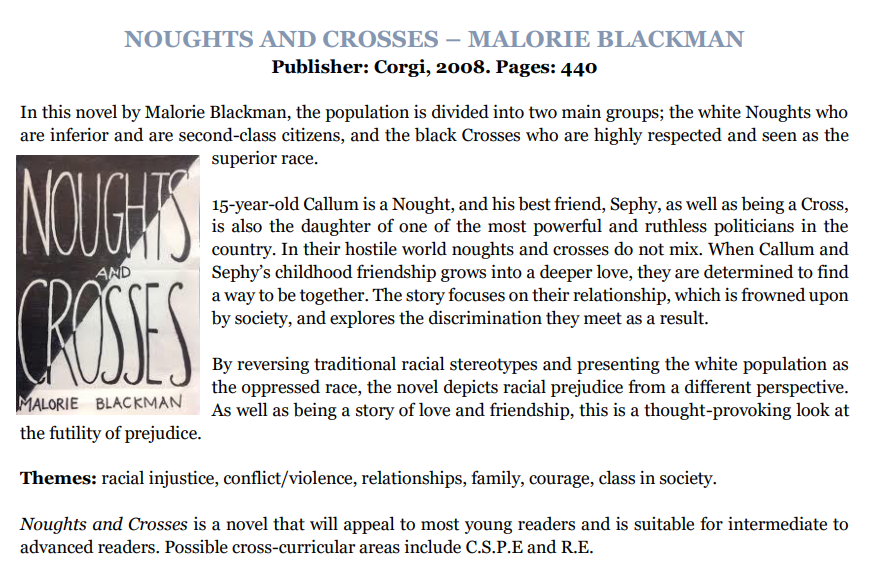 NOUGHTS AND CROSSES – MALORIE BLACKMAN
Publisher: Corgi, 2008. Pages: 440
In this novel by Malorie Blackman, the population is divided into two main groups; the white Noughts who
are inferior and are second-class citizens, and the black Crosses who are highly respected and seen as the
superior race.
NOUGHTS
AND
CROSSES
MALORIE BLACKMAN
15-year-old Callum is a Nought, and his best friend, Sephy, as well as being a Cross,
is also the daughter of one of the most powerful and ruthless politicians in the
country. In their hostile world noughts and crosses do not mix. When Callum and
Sephy's childhood friendship grows into a deeper love, they are determined to find
a way to be together. The story focuses on their relationship, which is frowned upon
by society, and explores the discrimination they meet as a result.
By reversing traditional racial stereotypes and presenting the white population as
the oppressed race, the novel depicts racial prejudice from a different perspective.
As well as being a story of love and friendship, this is a thought-provoking look at
the futility of prejudice.
Themes: racial injustice, conflict/violence, relationships, family, courage, class in society.
Noughts and Crosses is a novel that will appeal to most young readers and is suitable for intermediate to
advanced readers. Possible cross-curricular areas include C.S.P.E and R.E.